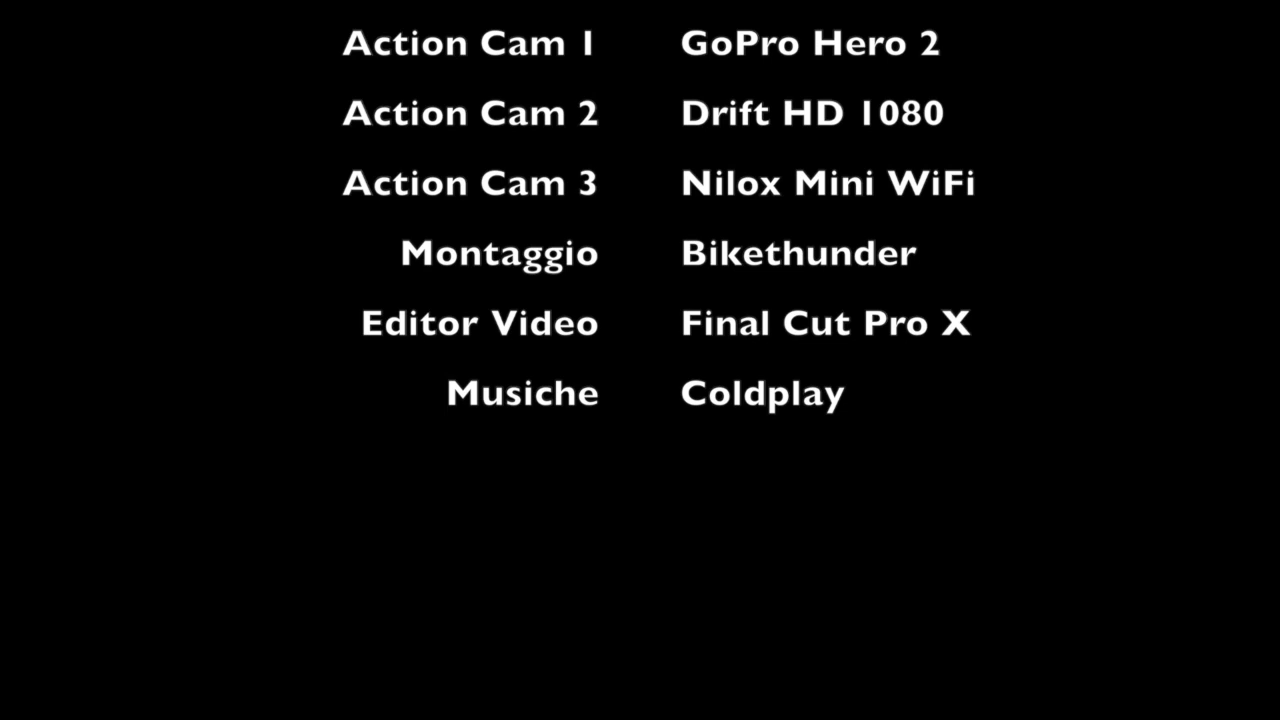 Action Cam 1 GoPro Hero 2
Action Cam 2 Drift HD 1080
Action Cam 3 Nilox Mini WiFi
Montaggio Bikethunder
Editor Video Final Cut Pro X
Musiche Coldplay